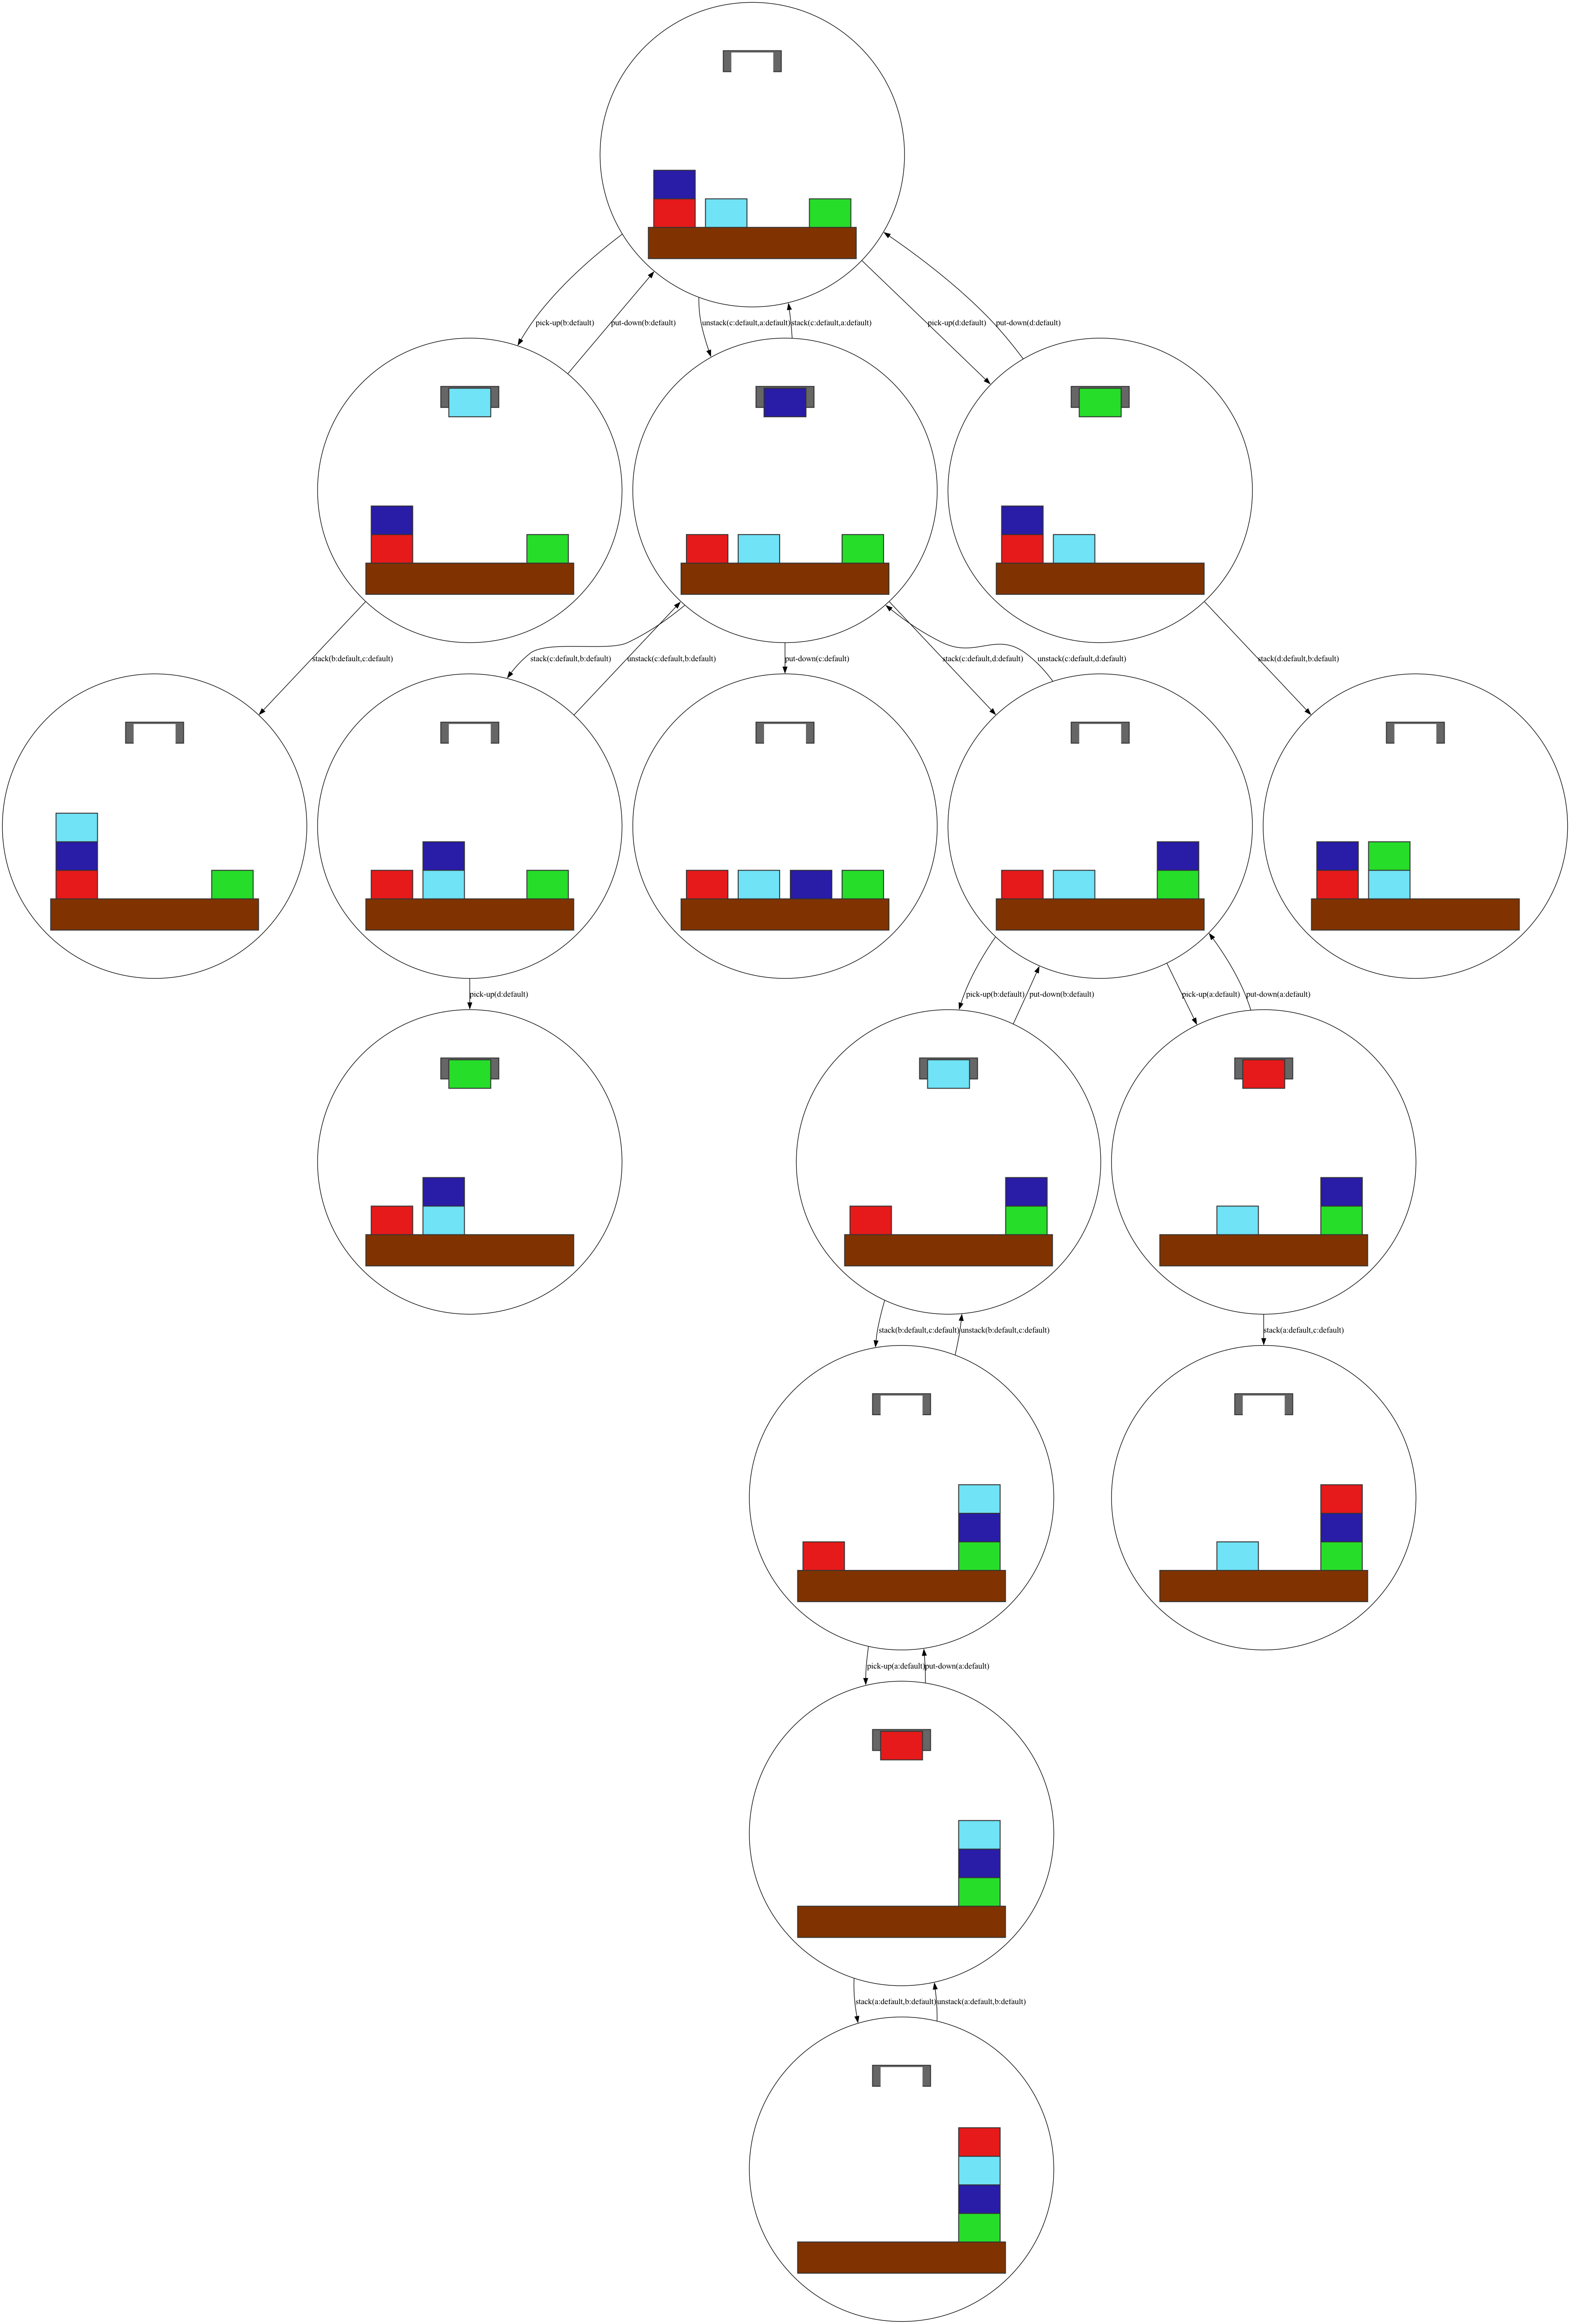 pick-up(b:default)
put-down(b:default)
unstack(c:default,a:default)
stack(c:default,a:default)
pick-up(d:default)
put-down(d:default)
stack(b:default,c:default)
stack(c:default,b:default)
unstack(c:default,b:default)
put-down(c:default)
stack(c:default,d:default)
unstack(c:default,d:default)
stack(d:default,b:default)
pick-up(d:default)
pick-up(b:default)
put-down(b:default)
pick-up(a:default)
put-down(a:default)
stack(b:default,c:default)
unstack(b:default,c:default)
stack(a:default,c:default)
pick-up(a:default)
put-down(a:default)
stack(a:default,b:default)
unstack(a:default,b:default)